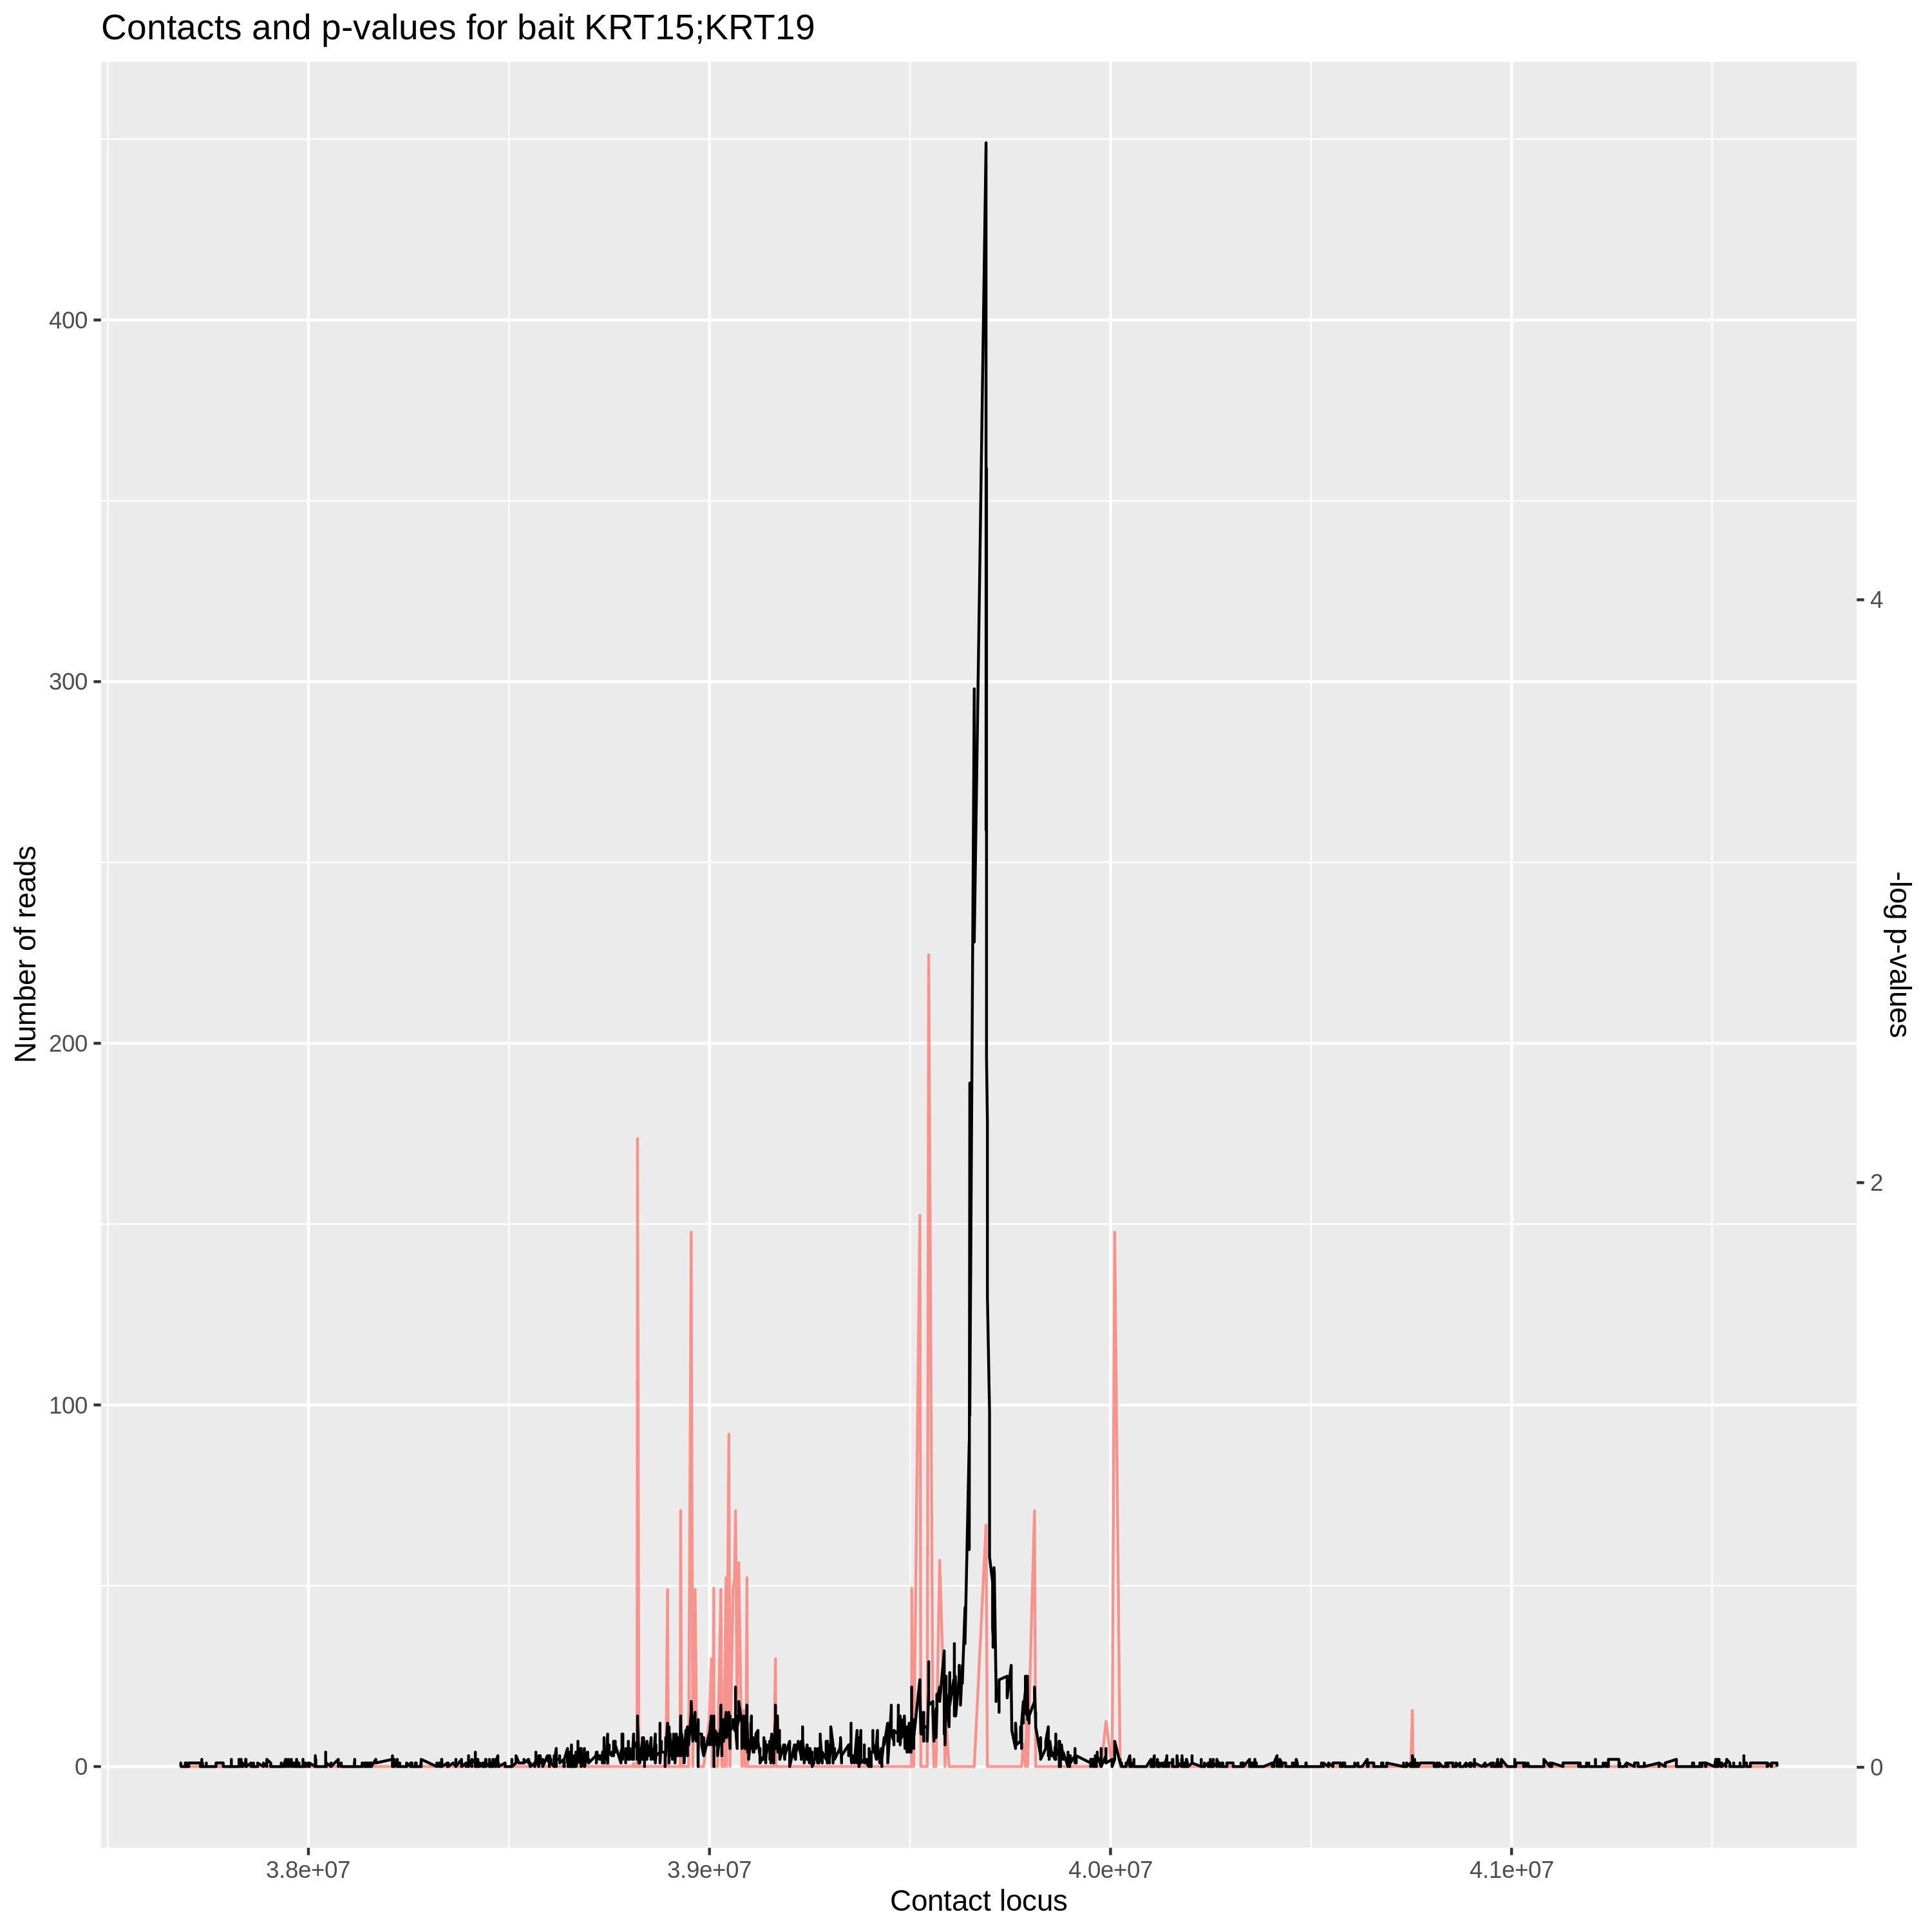 Contacts and p-values for bait KRT15;KRT19
Number of reads
400
300
200
100
0
4
2
0
-log p-values
3.8e+07
3.9e+07
4.0e+07
4.1e+07
Contact locus